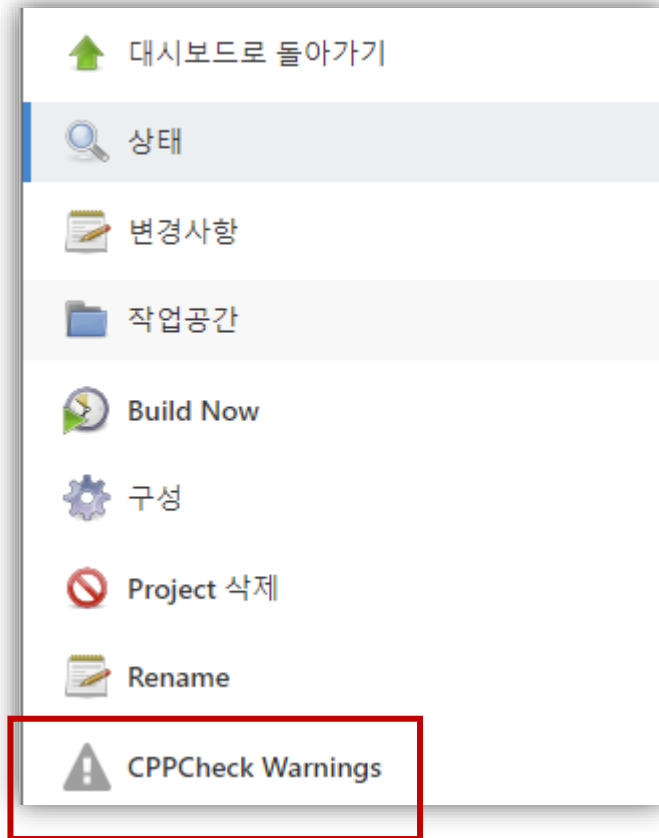 대시보드로 돌아가기
상태
변경사항
작업공간
Build Now
구성
Project 삭제
Rename
CPPCheck Warnings